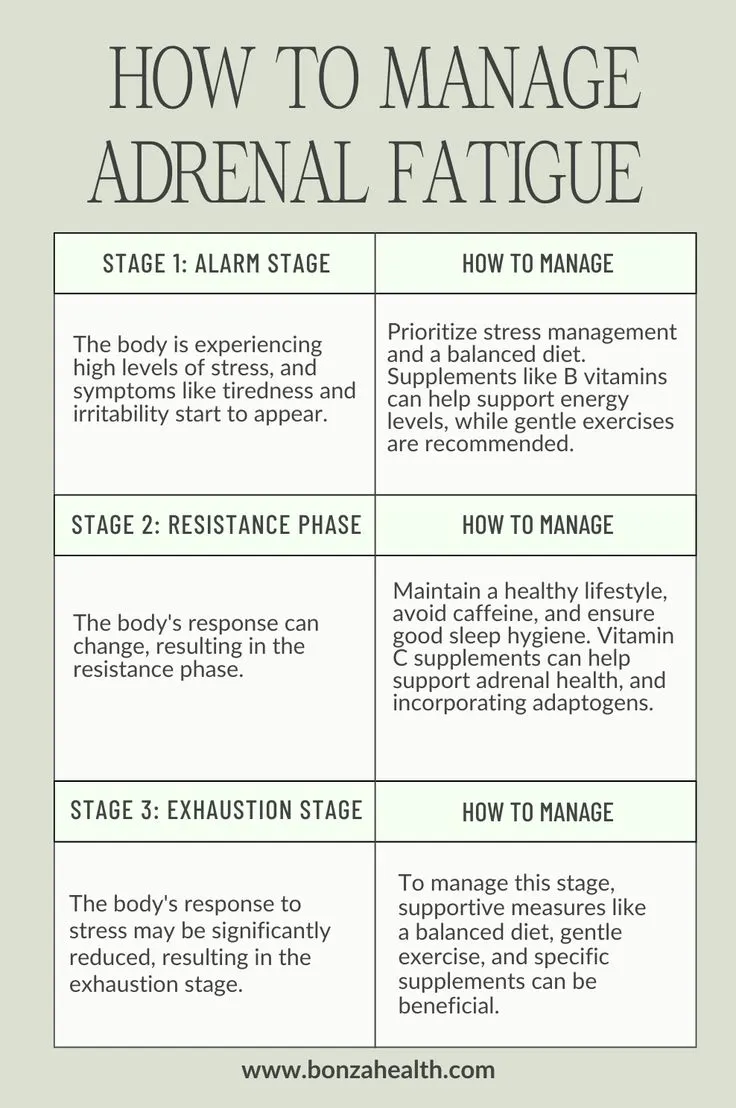 HOW TO MANAGE
ADRENAL FATIGUE
STAGE 1: ALARM STAGE
HOW TO MANAGE
The body is experiencing
high levels of stress, and
symptoms like tiredness and
irritability start to appear.
Prioritize stress management
and a balanced diet.
Supplements like B vitamins
can help support energy
levels, while gentle exercises
are recommended.
STAGE 2: RESISTANCE PHASE
HOW TO MANAGE
The body's response can
change, resulting in the
resistance phase.
Maintain a healthy lifestyle,
avoid caffeine, and ensure
good sleep hygiene. Vitamin
C supplements can help
support adrenal health, and
incorporating adaptogens.
STAGE 3: EXHAUSTION STAGE
HOW TO MANAGE
The body's response to
stress may be significantly
reduced, resulting in the
exhaustion stage.
To manage this stage,
supportive measures like
a balanced diet, gentle
exercise, and specific
supplements can be
beneficial.
www.bonzahealth.com